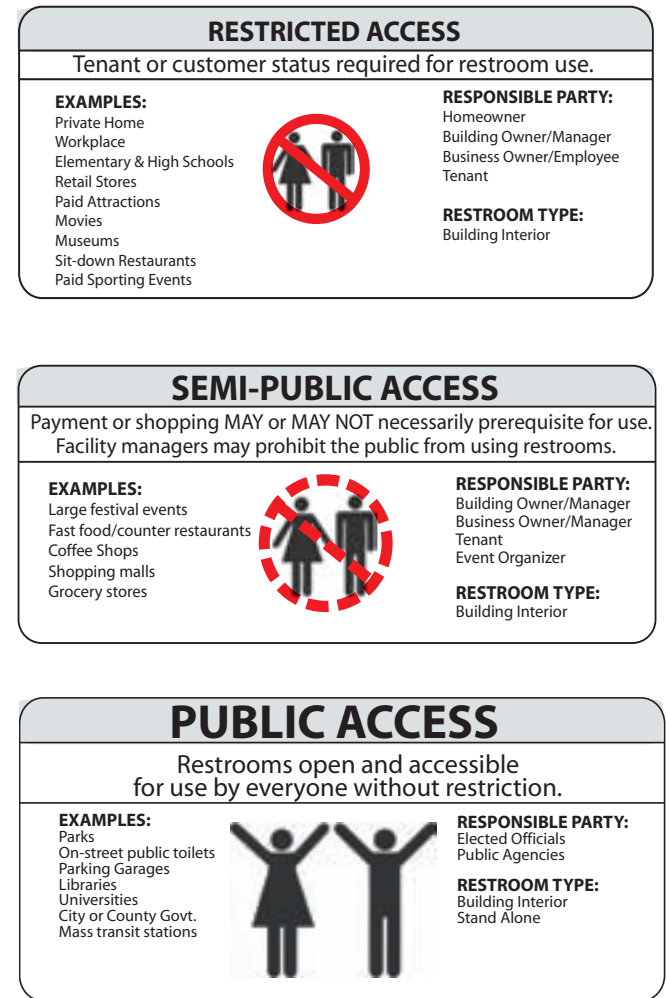 RESTRICTED ACCESS
Tenant or customer status required for restroom use.
EXAMPLES:
Private Home
Workplace
Elementary & High Schools
Retail Stores
Paid Attractions
Movies
Museums
Sit-down Restaurants
Paid Sporting Events
RESPONSIBLE PARTY:
Homeowner
Building Owner/Manager
Business Owner/Employee
Tenant
RESTROOM TYPE:
Building Interior
SEMI-PUBLIC ACCESS
Payment or shopping MAY or MAY NOT necessarily prerequisite for use.
Facility managers may prohibit the public from using restrooms.
EXAMPLES:
Large festival events
Fast food/counter restaurants
Coffee Shops
Shopping malls
Grocery stores
RESPONSIBLE PARTY:
Building Owner/Manager
Business Owner/Manager
Tenant
Event Organizer
RESTROOM TYPE:
Building Interior
PUBLIC ACCESS
Restrooms open and accessible
for use by everyone without restriction.
EXAMPLES:
Parks
On-street public toilets
Parking Garages
Libraries
Universities
City or County Govt.
Mass transit stations
RESPONSIBLE PARTY:
Elected Officials
Public Agencies
RESTROOM TYPE:
Building Interior
Stand Alone